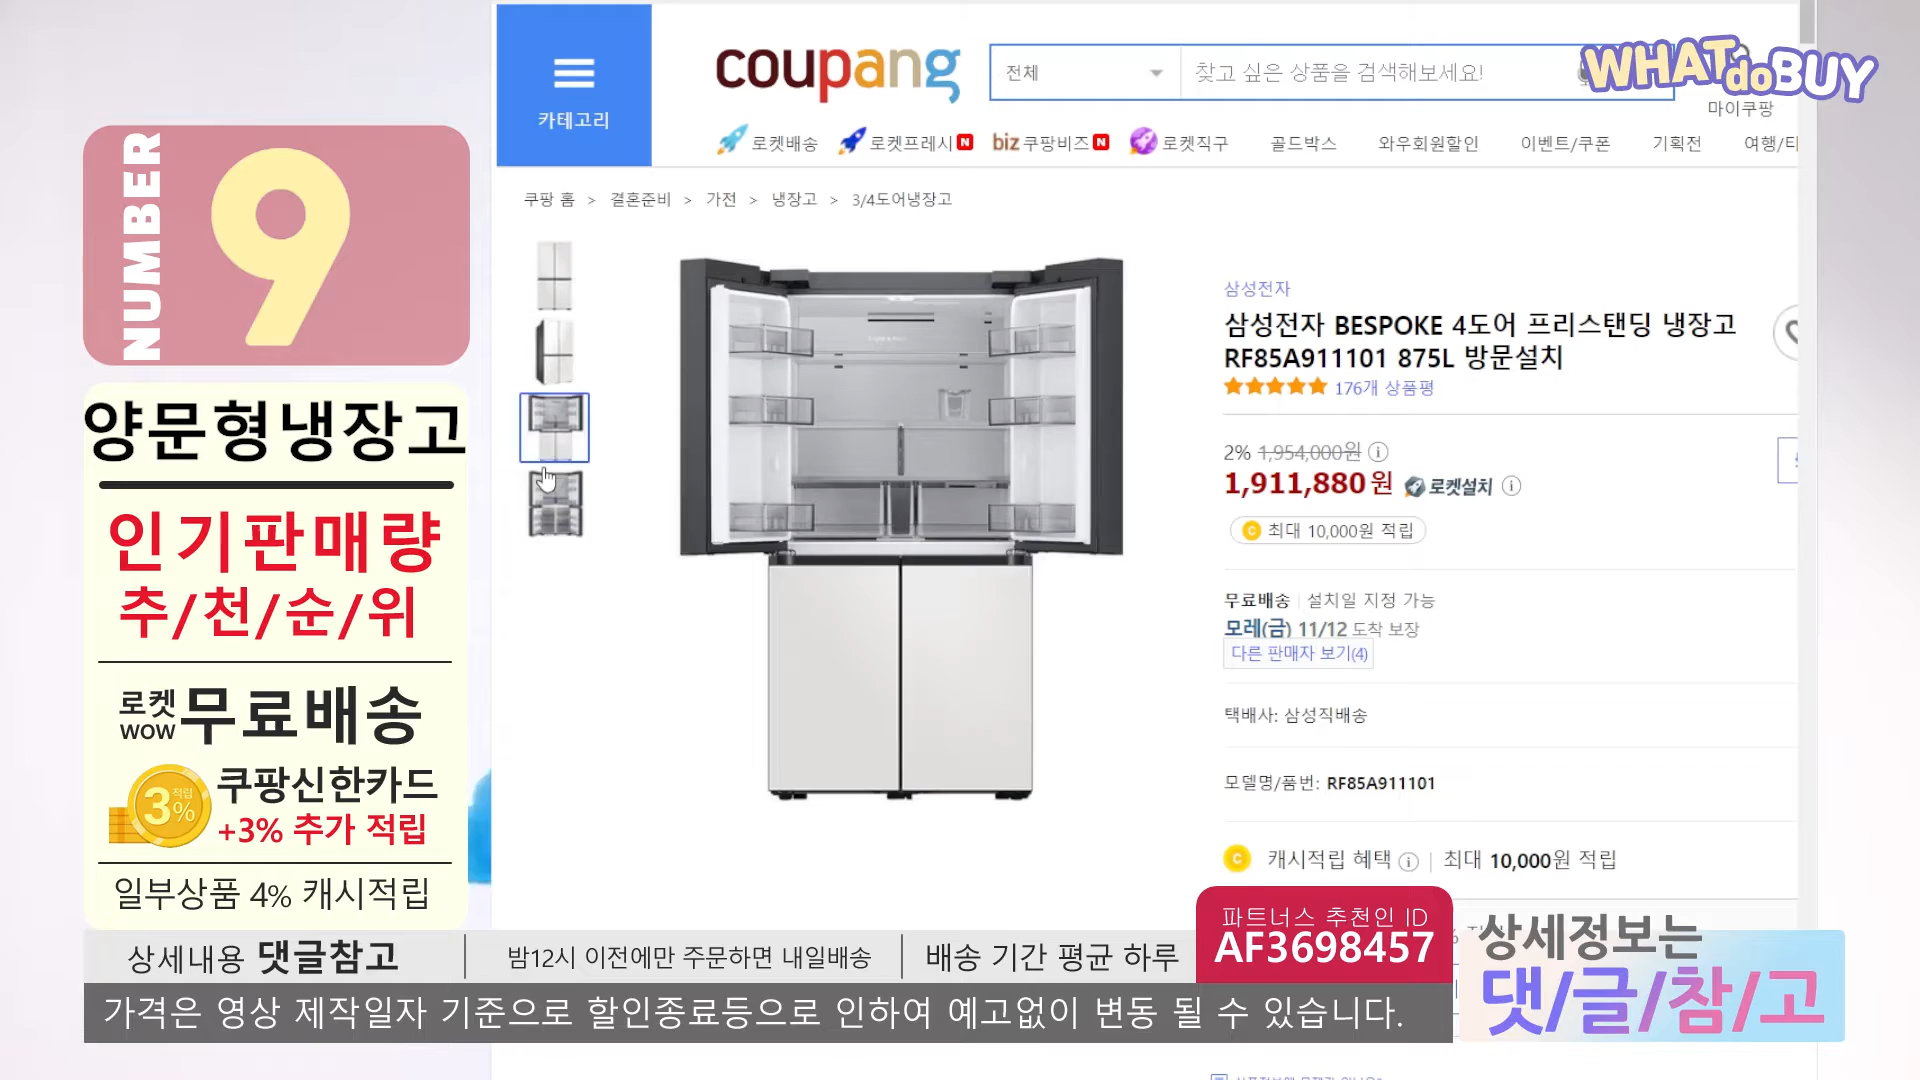 NUMBER
9
양문형냉장고
인기판매량
추/천/순/위
로켓
WOW
무료배송
3%
적립
쿠팡신한카드
+3% 추가 적립
일부상품 4% 캐시적립
카테고리
coupang
전체
찾고 싶은 상품을 검색해보세요!
WHAT do BUY
마이쿠팡
로켓배송
로켓프레시 N
biz 쿠팡비즈 N
로켓직구
골드박스
와우회원할인
이벤트/쿠폰
기획전
쿠팡 홈 > 결혼준비 > 가전 > 냉장고 > 3/4도어냉장고
삼성전자
삼성전자 BESPOKE 4도어 프리스탠딩 냉장고
RF85A911101 875L 방문설치
176개 상품평
2% 1,954,000원
1,911,880원 로켓설치
최대 10,000원 적립
무료배송 | 설치일 지정 가능
모레(금) 11/12 도착 보장
다른 판매자 보기(4)
택배사: 삼성직배송
모델명/품번: RF85A911101
캐시적립 혜택 | 최대 10,000원 적립
상세내용 댓글참고
밤12시 이전에만 주문하면 내일배송
배송 기간 평균 하루
파트너스 추천인 ID
AF3698457
상세정보는
댓/글/참/고
가격은 영상 제작일자 기준으로 할인종료등으로 인하여 예고없이 변동 될 수 있습니다.